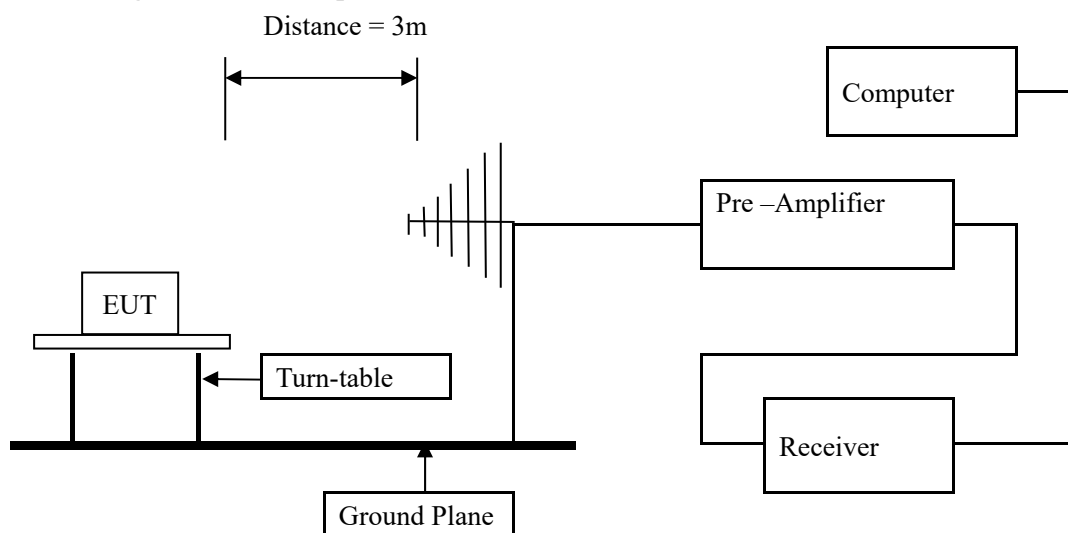 Distance = 3m
Computer
Pre –Amplifier
EUT
Turn-table
Receiver
Ground Plane